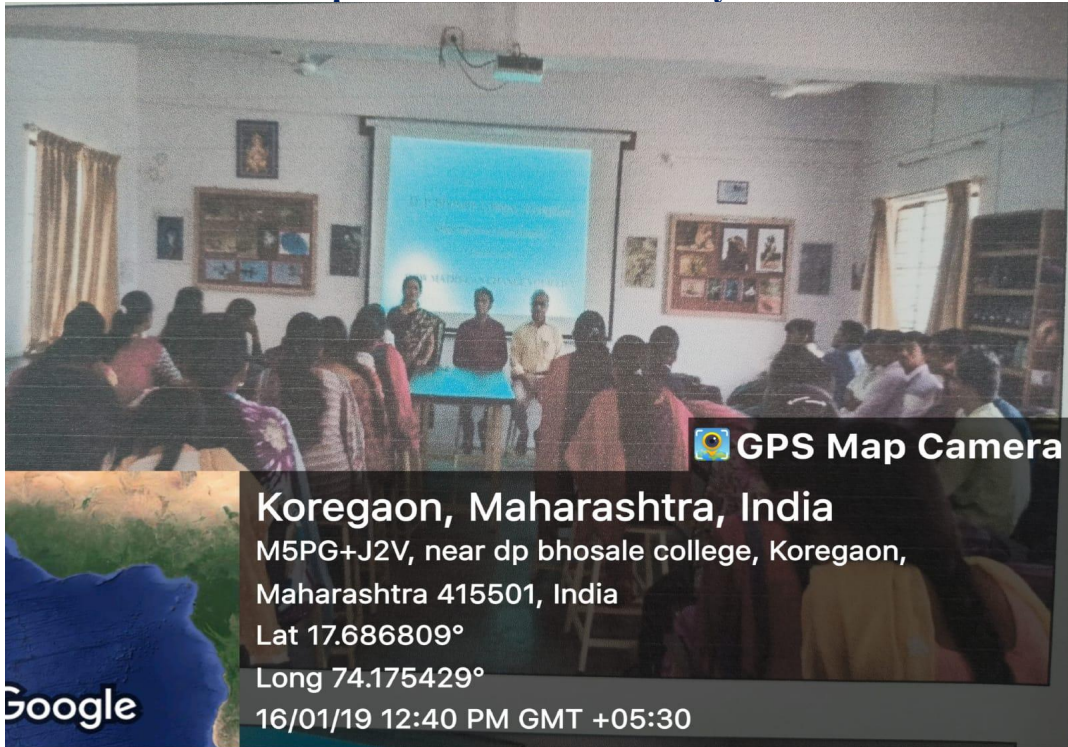 GPS Map Camera
Koregaon, Maharashtra, India
M5PG+J2V, near dp bhosale college, Koregaon,
Maharashtra 415501, India
Lat 17.686809°
Long 74.175429°
16/01/19 12:40 PM GMT +05:30
Google